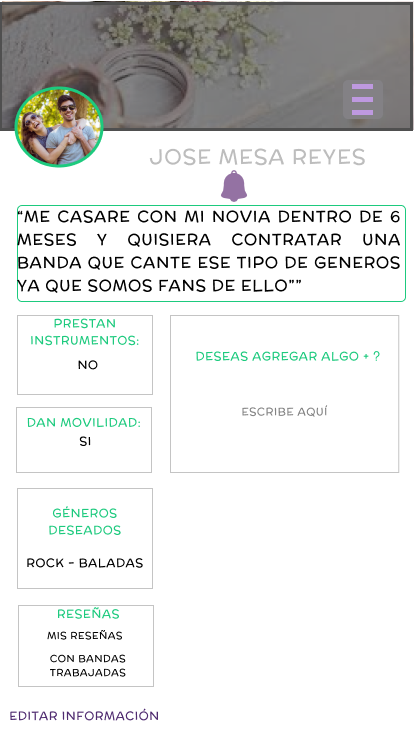 JOSE MESA REYES
“ME CASARE CON MI NOVIA DENTRO DE 6
MESES Y QUISIERA CONTRATAR UNA
BANDA QUE CANTE ESE TIPO DE GENEROS
YA QUE SOMOS FANS DE ELLO””
PRESTAN
INSTRUMENTOS:
NO
DESEAS AGREGAR ALGO + ?
ESCRIBE AQUÍ
DAN MOVILIDAD:
SI
GÉNEROS
DESEADOS
ROCK - BALADAS
RESEÑAS
MIS RESEÑAS
CON BANDAS
TRABAJADAS
EDITAR INFORMACIÓN